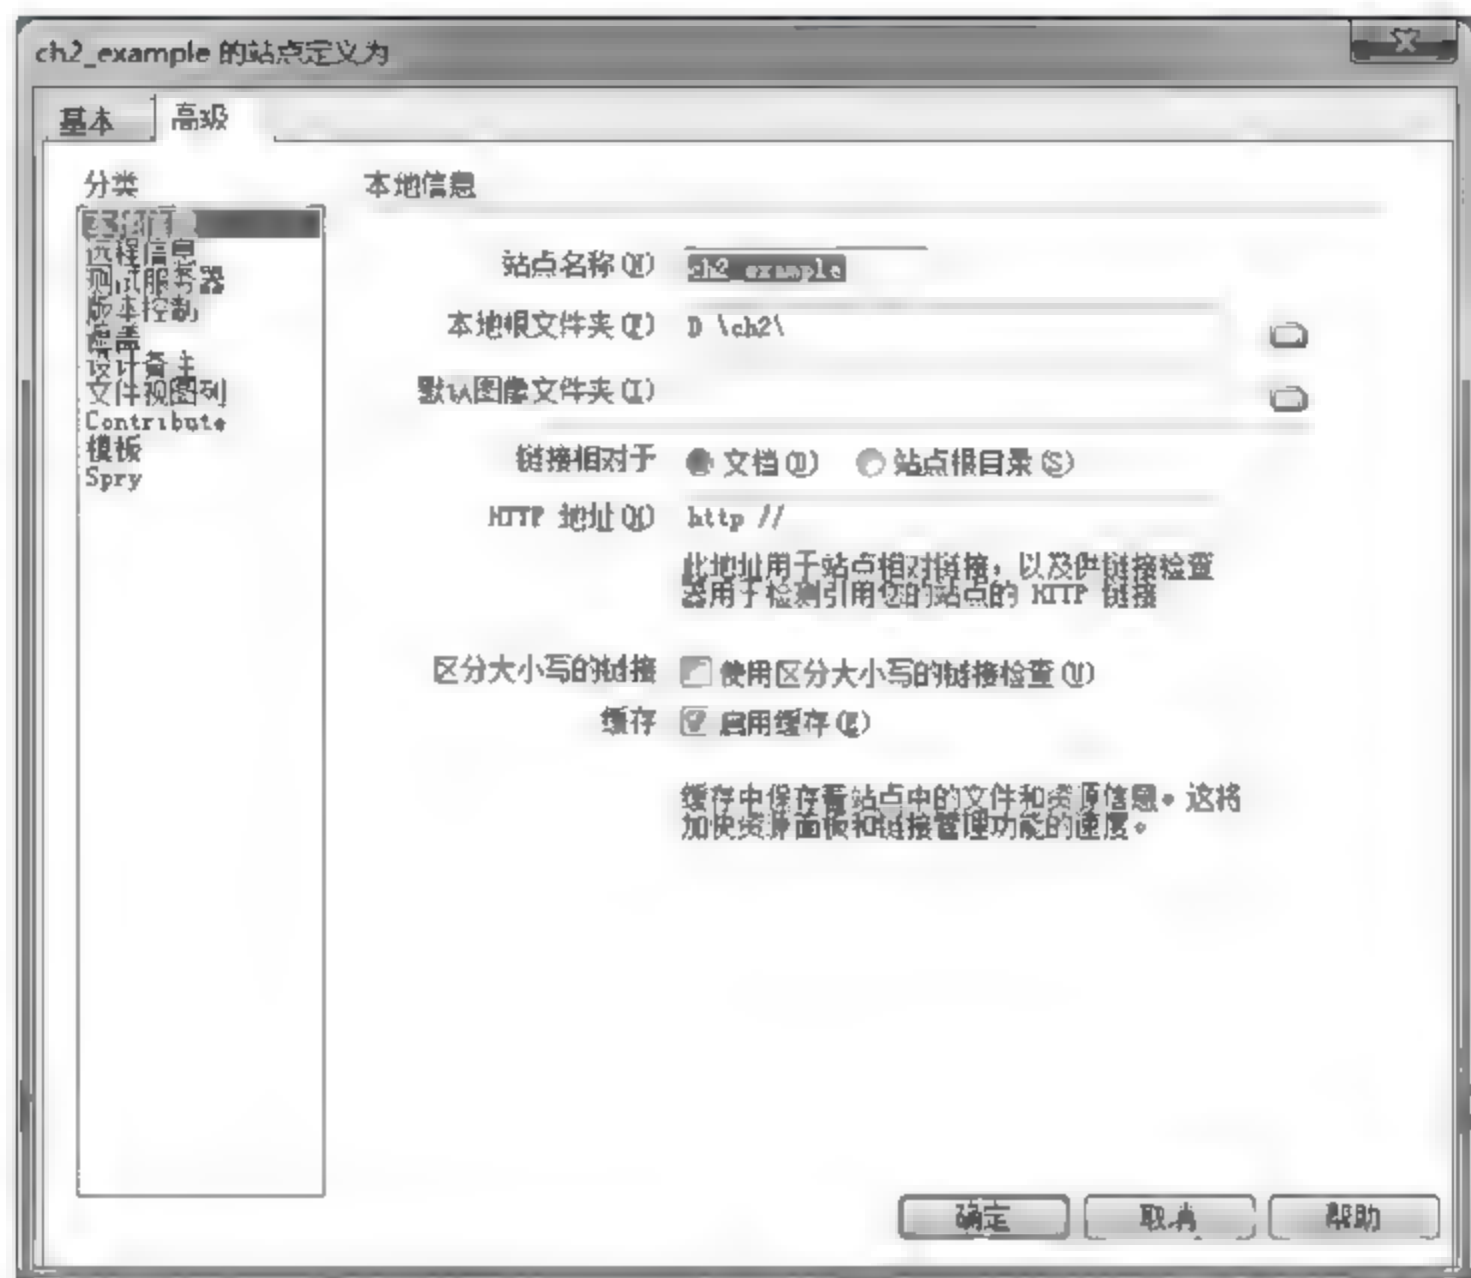 ch2_example 的站点定义为
基本
高级
分类
本地信息
远程信息
测试服务器
版本控制
遮盖
设计备注
文件视图列
Contribute
模板
Spry
本地信息
站点名称(N)
ch2_example
本地根文件夹(F)
D \ch2\
默认图像文件夹(I)
链接相对于 文档(D) 站点根目录(S)
HTTP 地址(H)
http //
此地址用于站点相对链接，以及供链接检查
器用于检测引用您的站点的 HTTP 链接
区分大小写的链接 使用区分大小写的链接检查(U)
缓存 启用缓存(E)
缓存中保存着站点中的文件和资源信息。这将
加快资源面板和链接管理功能的速度。
确定
取消
帮助